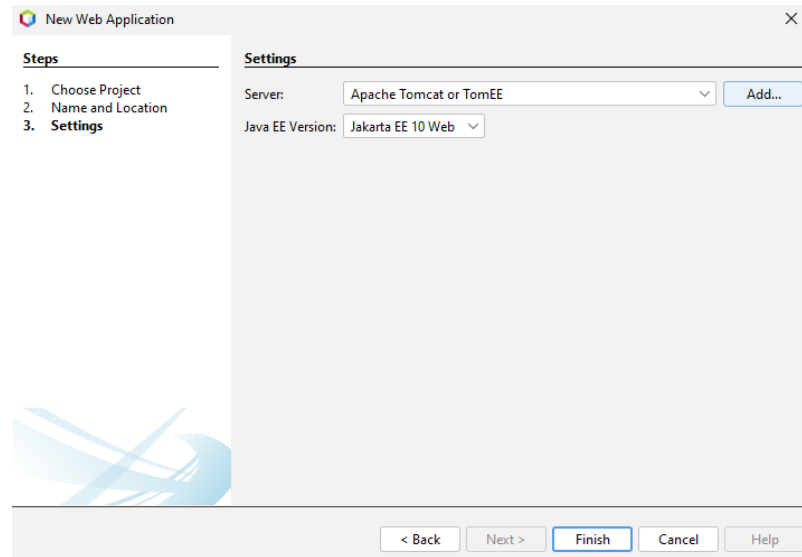 New Web Application
Steps
1. Choose Project
2. Name and Location
3. Settings
Settings
Server: Apache Tomcat or TomEE Add...
Java EE Version: Jakarta EE 10 Web
< Back Next > Finish Cancel Help